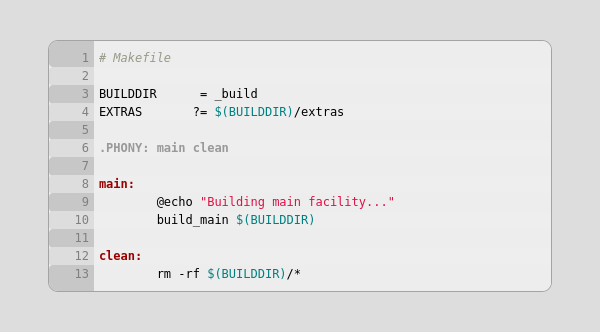 1 # Makefile
2
3 BUILDDIR      = _build
4 EXTRAS       ?= $(BUILDDIR)/extras
5
6 .PHONY: main clean
7
8 main:
9         @echo "Building main facility..."
10         build_main $(BUILDDIR)
11
12 clean:
13         rm -rf $(BUILDDIR)/*